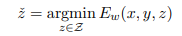 ž = argmin E_w(x, y, z)
z∈𝒵